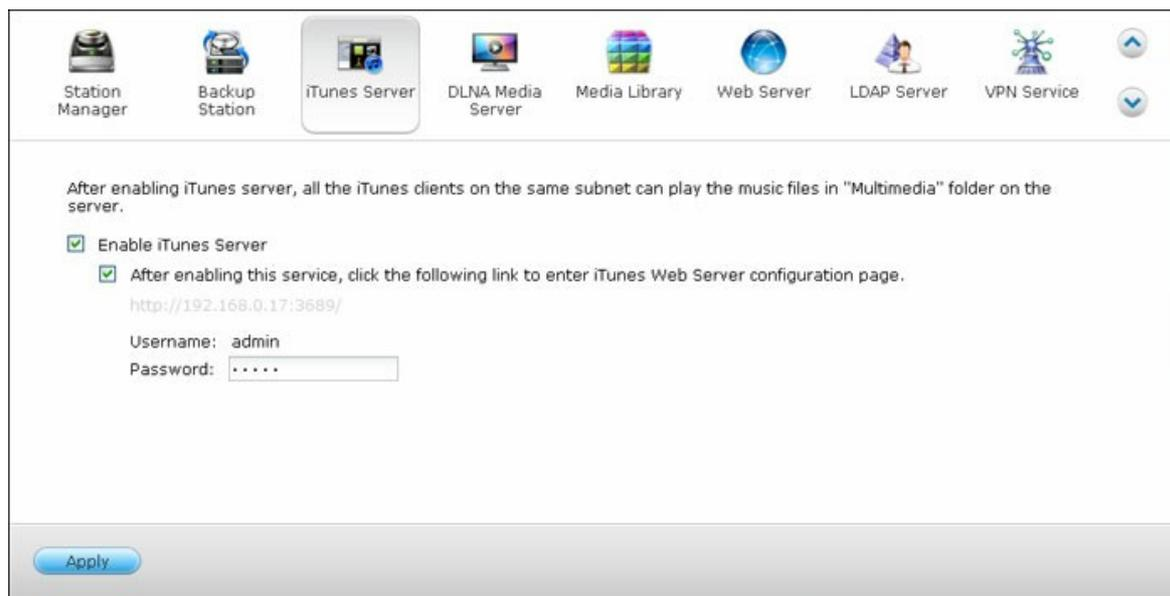 Station Manager
Backup Station
iTunes Server
DLNA Media Server
Media Library
Web Server
LDAP Server
VPN Service
After enabling iTunes server, all the iTunes clients on the same subnet can play the music files in "Multimedia" folder on the
server.
Enable iTunes Server
After enabling this service, click the following link to enter iTunes Web Server configuration page.
http://192.168.0.17:3689/
Username: admin
Password: •••••
Apply